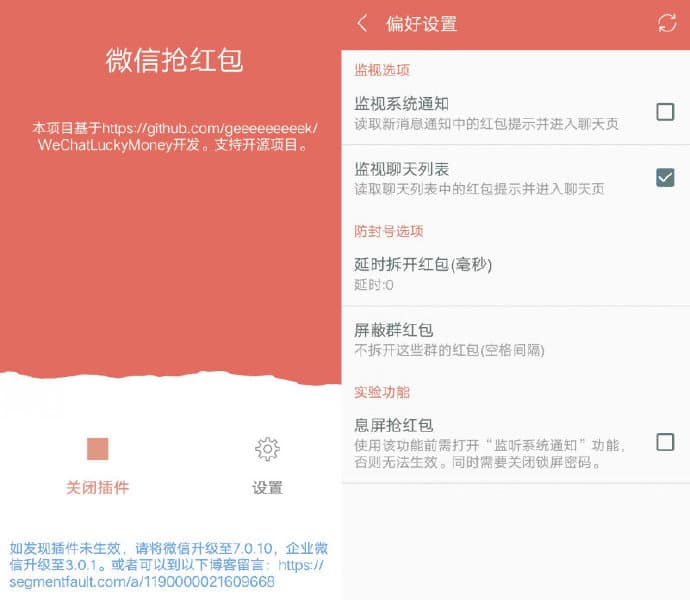 微信抢红包
本项目基于https://github.com/geeeeeeeeek/
WeChatLuckyMoney开发。支持开源项目。
关闭插件
设置
如发现插件未生效，请将微信升级至7.0.10，企业微
信升级至3.0.1。或者可以到以下博客留言：https://
segmentfault.com/a/1190000021609668
偏好设置
监视选项
监视系统通知
读取新消息通知中的红包提示并进入聊天页
监视聊天列表
读取聊天列表中的红包提示并进入聊天页
防封号选项
延时拆开红包(毫秒)
延时:0
屏蔽群红包
不拆开这些群的红包(空格间隔)
实验功能
息屏抢红包
使用该功能前需打开“监听系统通知”功能，
否则无法生效。同时需要关闭锁屏密码。